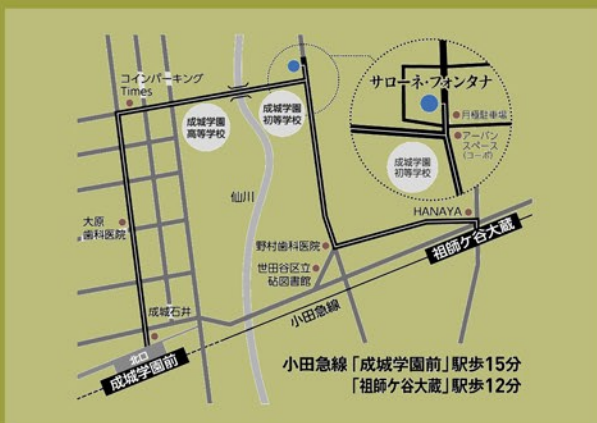 コインパーキング
Times
成城学園
高等学校
成城学園
初等学校
サローネ・フォンタナ
月極駐車場
アーバン
スペース
(コーポ)
成城学園
初等学校
仙川
大原
歯科医院
HANAYA
野村歯科医院
祖師ケ谷大蔵
世田谷区立
砧図書館
成城石井
小田急線
北口
成城学園前
小田急線「成城学園前」駅歩15分
「祖師ケ谷大蔵」駅歩12分